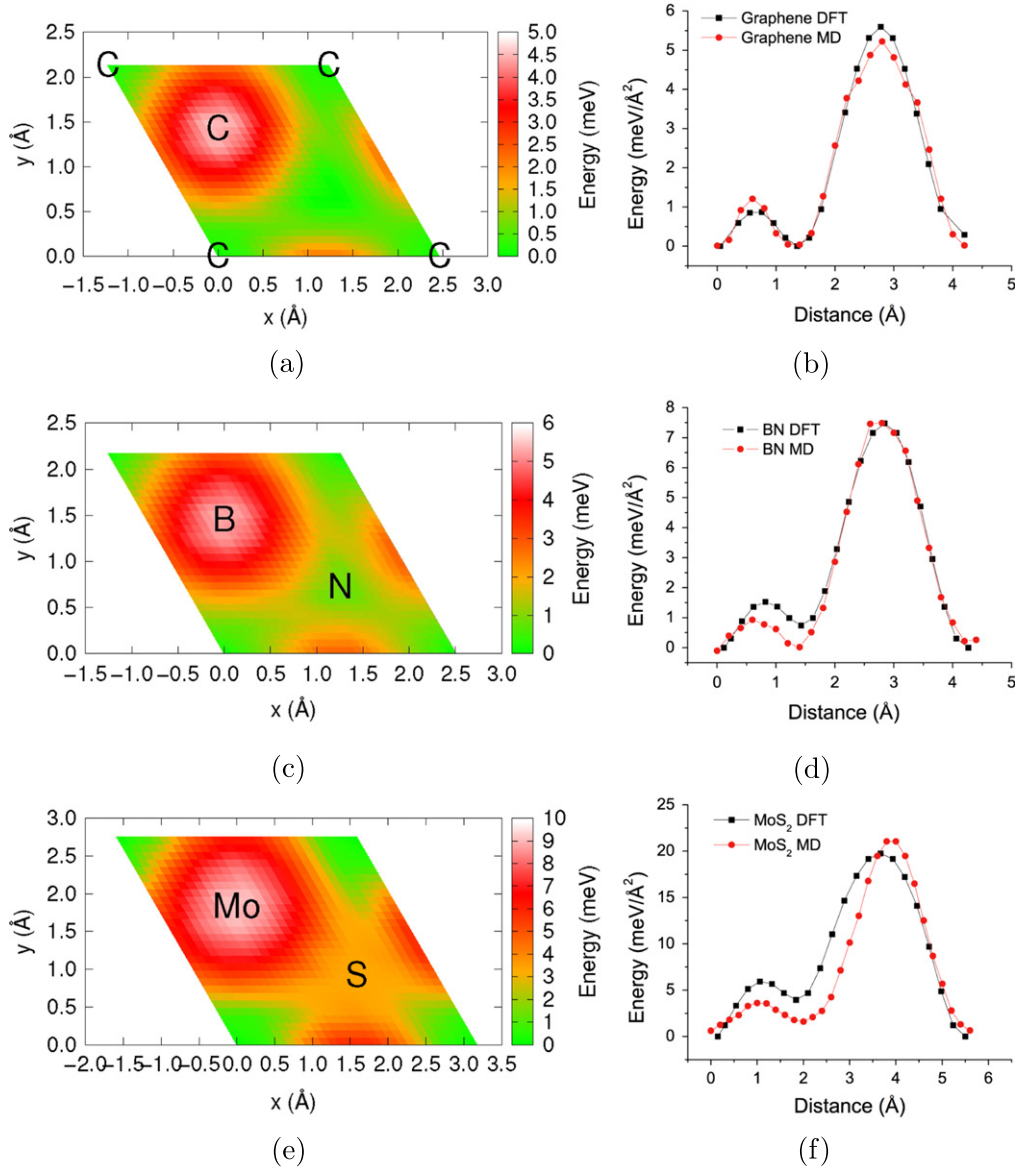 2.5
2.0
1.5
1.0
0.5
0.0
y (Å)
C
C
C
C
C
−1.5 −1.0 −0.5 0.0 0.5 1.0 1.5 2.0 2.5 3.0
x (Å)
5.0
4.5
4.0
3.5
3.0
2.5
2.0
1.5
1.0
0.5
0.0
Energy (meV)
(a)
6
5
4
3
2
1
0
Energy (meV/Å²)
Graphene DFT
Graphene MD
0 1 2 3 4 5
Distance (Å)
(b)
2.5
2.0
1.5
1.0
0.5
0.0
y (Å)
B
N
−1.5 −1.0 −0.5 0.0 0.5 1.0 1.5 2.0 2.5 3.0
x (Å)
6
5
4
3
2
1
0
Energy (meV)
(c)
8
7
6
5
4
3
2
1
0
Energy (meV/Å²)
BN DFT
BN MD
0 1 2 3 4 5
Distance (Å)
(d)
3.0
2.5
2.0
1.5
1.0
0.5
0.0
y (Å)
Mo
S
−2.0 −1.5 −1.0 −0.5 0.0 0.5 1.0 1.5 2.0 2.5 3.0 3.5
x (Å)
10
9
8
7
6
5
4
3
2
1
0
Energy (meV)
(e)
25
20
15
10
5
0
Energy (meV/Å²)
MoS₂ DFT
MoS₂ MD
0 1 2 3 4 5 6
Distance (Å)
(f)